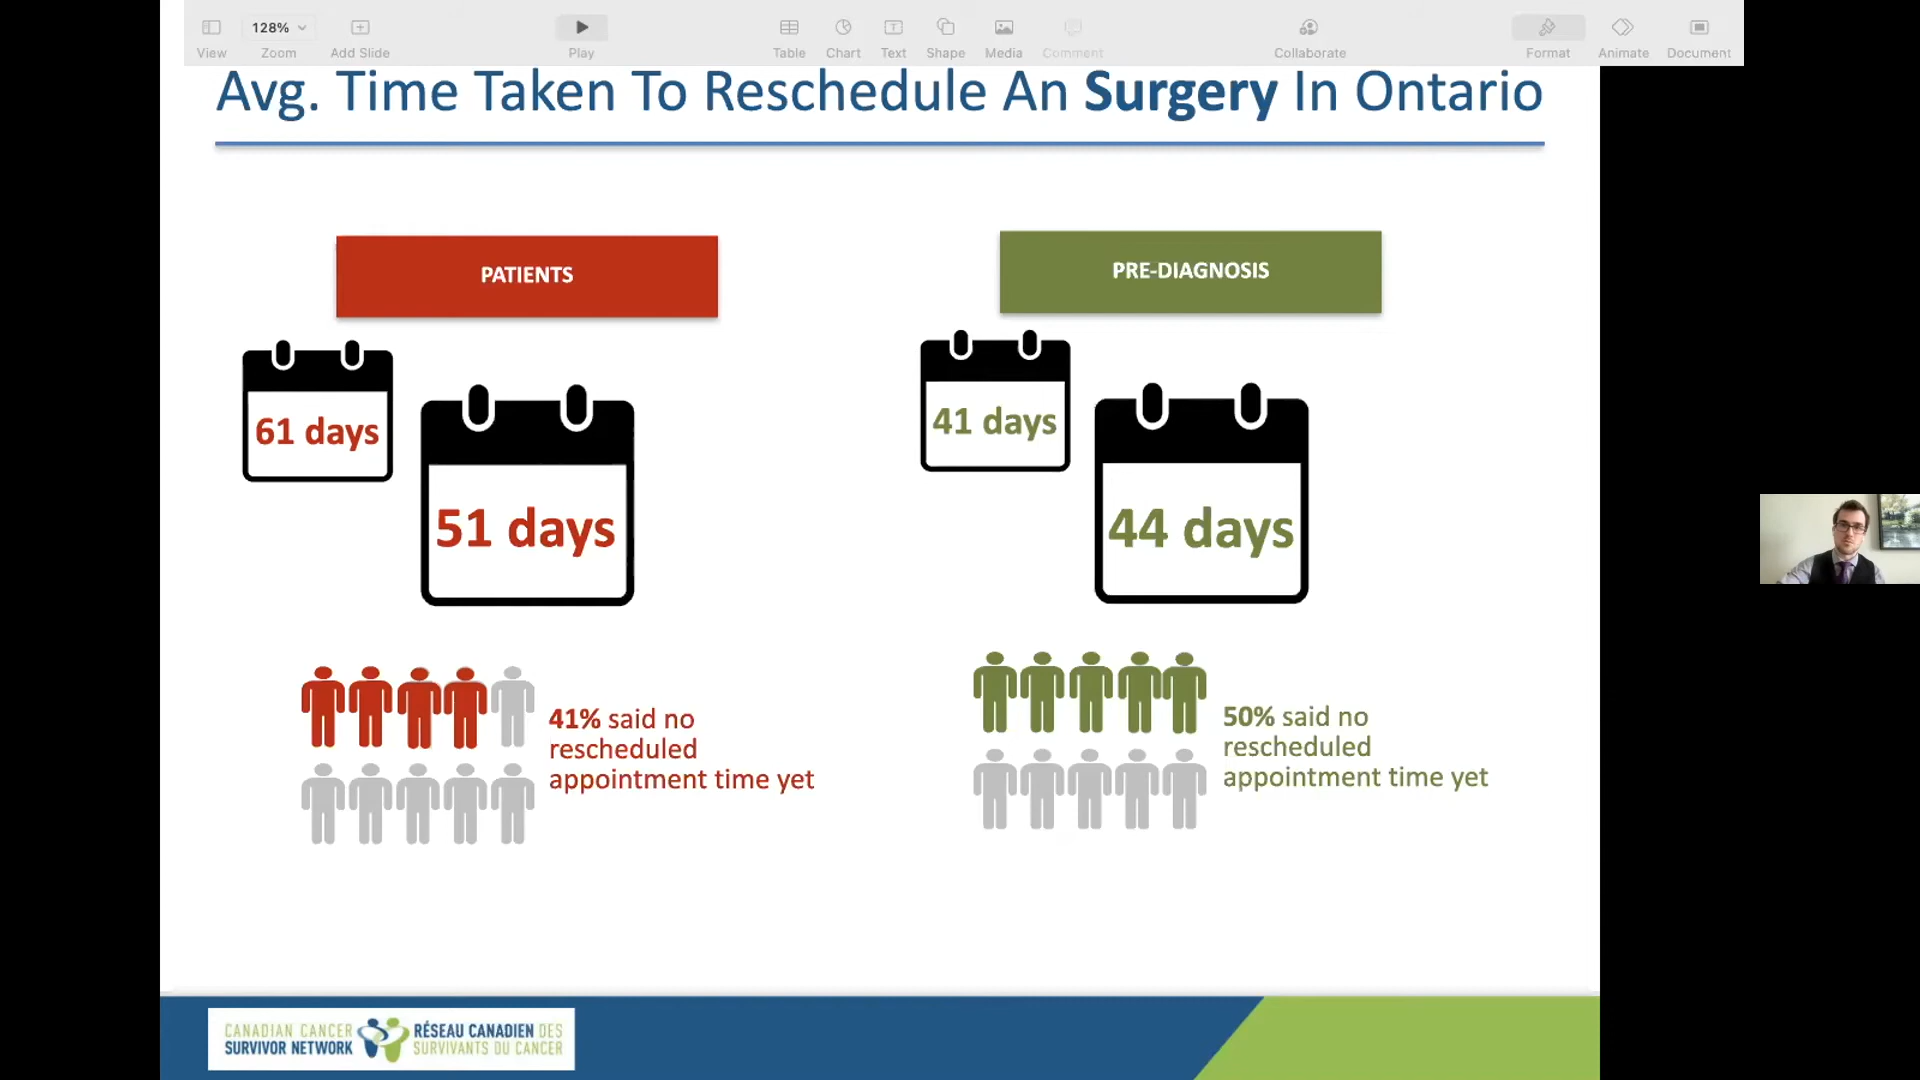 128%
View
Zoom
Add Slide
Play
Table
Chart
Text
Shape
Media
Comment
Collaborate
Format
Animate
Document
Avg. Time Taken To Reschedule An Surgery In Ontario
PATIENTS
61 days
51 days
41% said no
rescheduled
appointment time yet
PRE-DIAGNOSIS
41 days
44 days
50% said no
rescheduled
appointment time yet
CANADIAN CANCER
SURVIVOR NETWORK
RÉSEAU CANADIEN DES
SURVIVANTS DU CANCER